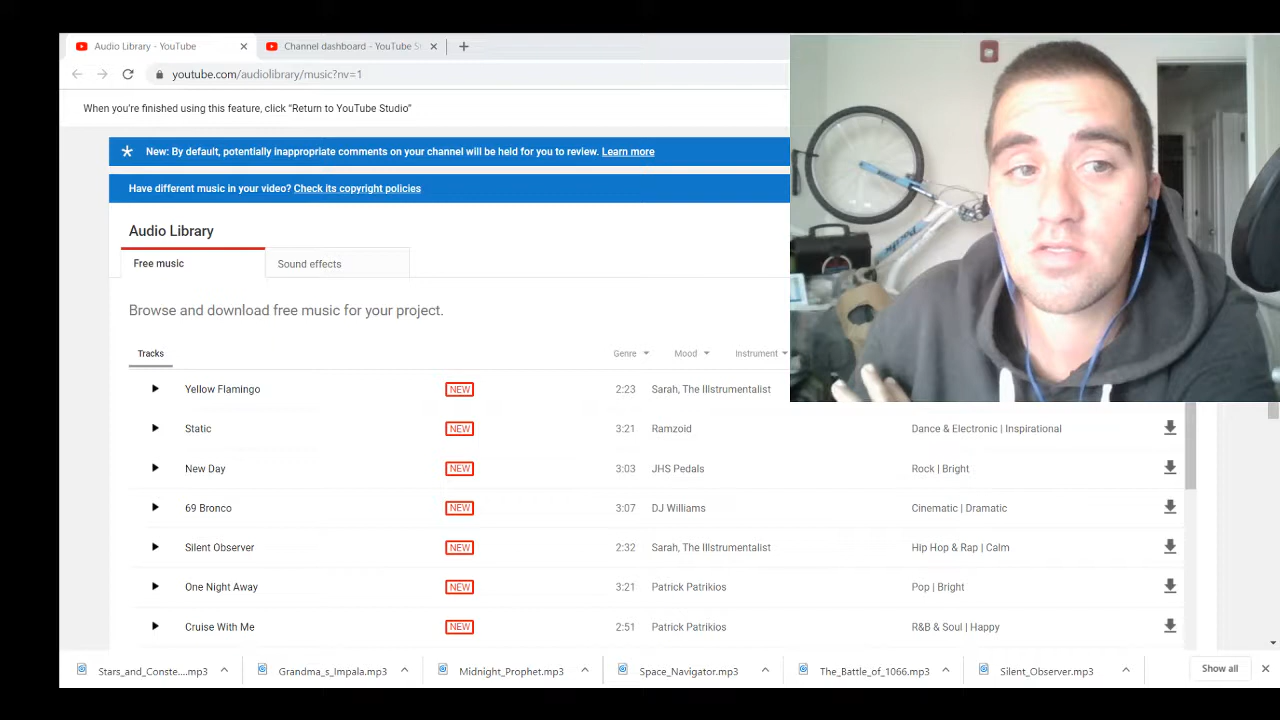 Audio Library - YouTube
Channel dashboard - YouTube S
youtube.com/audiolibrary/music?nv=1
When you're finished using this feature, click "Return to YouTube Studio"
New: By default, potentially inappropriate comments on your channel will be held for you to review. Learn more
Have different music in your video? Check its copyright policies
Audio Library
Free music Sound effects
Browse and download free music for your project.
Tracks Genre Mood Instrument
Yellow Flamingo NEW 2:23 Sarah, The Illstrumentalist
Static NEW 3:21 Ramzoid Dance & Electronic | Inspirational
New Day NEW 3:03 JHS Pedals Rock | Bright
69 Bronco NEW 3:07 DJ Williams Cinematic | Dramatic
Silent Observer NEW 2:32 Sarah, The Illstrumentalist Hip Hop & Rap | Calm
One Night Away NEW 3:21 Patrick Patrikios Pop | Bright
Cruise With Me NEW 2:51 Patrick Patrikios R&B & Soul | Happy
Stars_and_Conste....mp3 Grandma_s_Impala.mp3 Midnight_Prophet.mp3 Space_Navigator.mp3 The_Battle_of_1066.mp3 Silent_Observer.mp3 Show all